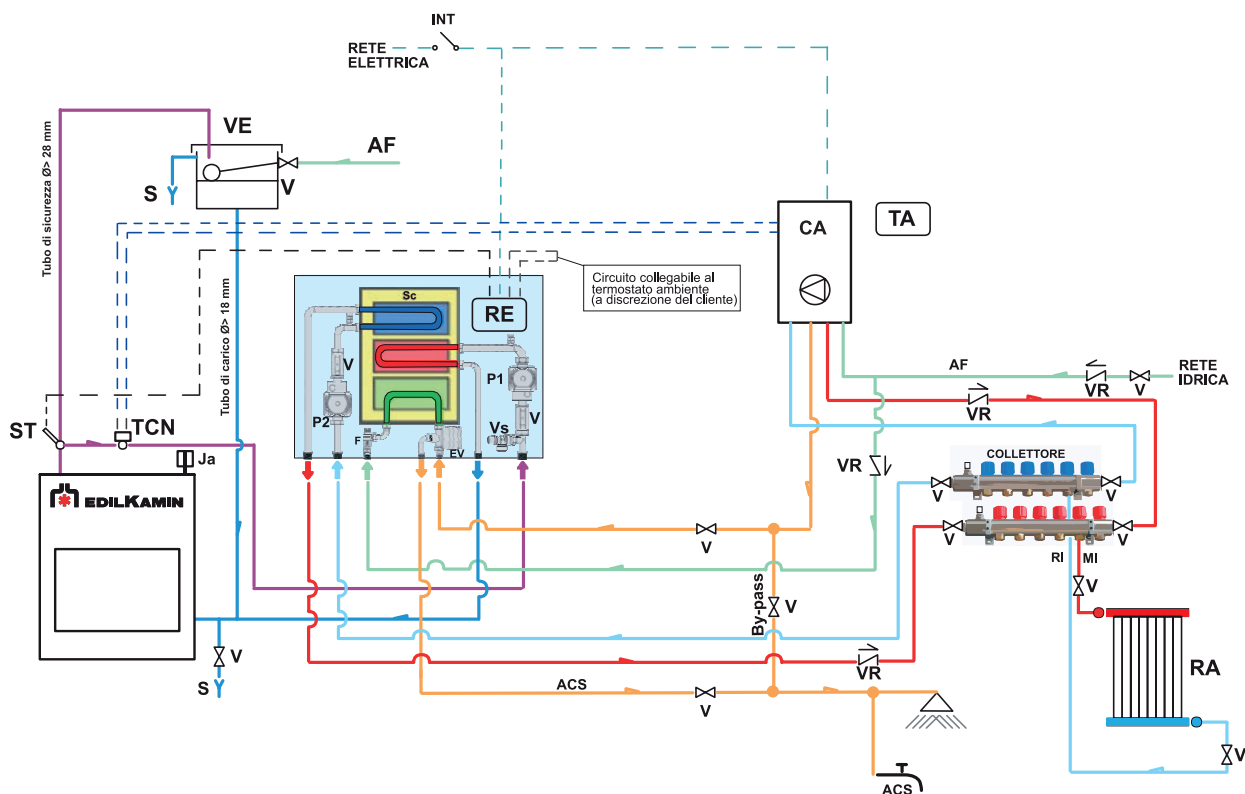 INT
RETE
ELETTRICA
VE
AF
S
V
Tubo di sicurezza Ø> 28 mm
Tubo di carico Ø> 18 mm
CA
TA
Circuito collegabile al
termostato ambiente
(a discrezione del cliente)
Sc
RE
V
P1
P2
V
Vs
F
EV
ST
TCN
Ja
EDILKAMIN
AF
RETE
IDRICA
VR
V
VR
VR
COLLETTORE
V
V
V
V
RI
MI
V
V
By-pass
V
RA
VR
ACS
V
V
S
V
ACS